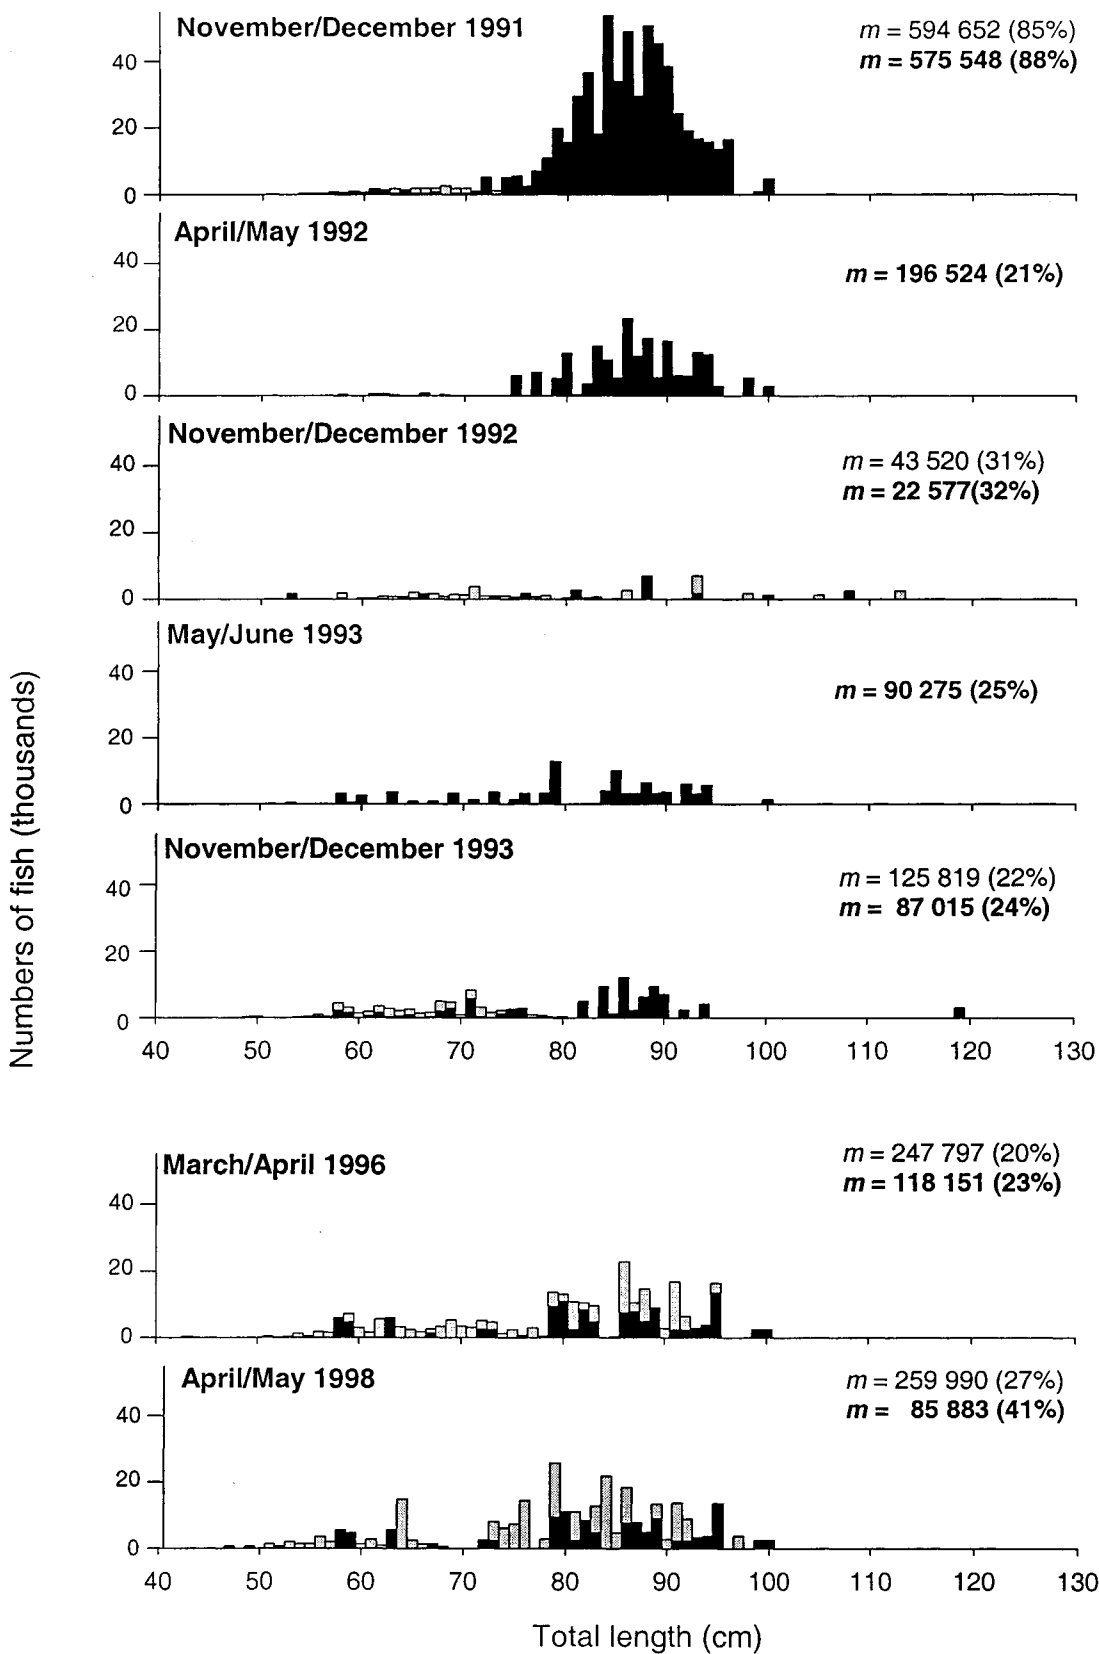 November/December 1991
m = 594 652 (85%)
m = 575 548 (88%)
40
20
0
April/May 1992
m = 196 524 (21%)
40
20
0
November/December 1992
m = 43 520 (31%)
m = 22 577(32%)
40
20
0
May/June 1993
m = 90 275 (25%)
40
20
0
November/December 1993
m = 125 819 (22%)
m = 87 015 (24%)
40
20
0
40 50 60 70 80 90 100 110 120 130
Numbers of fish (thousands)
March/April 1996
m = 247 797 (20%)
m = 118 151 (23%)
40
20
0
April/May 1998
m = 259 990 (27%)
m = 85 883 (41%)
40
20
0
40 50 60 70 80 90 100 110 120 130
Total length (cm)